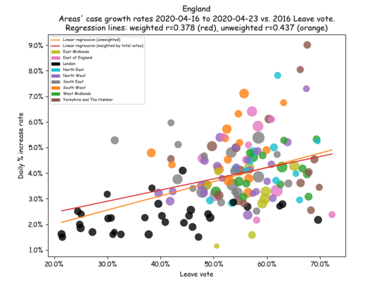 England
Areas' case growth rates 2020-04-16 to 2020-04-23 vs. 2016 Leave vote.
Regression lines: weighted r=0.378 (red), unweighted r=0.437 (orange)
Linear regression (unweighted)
Linear regression (weighted by total votes)
East Midlands
East of England
London
North East
North West
South East
South West
West Midlands
Yorkshire and The Humber
Daily % increase rate
9.0%
8.0%
7.0%
6.0%
5.0%
4.0%
3.0%
2.0%
1.0%
20.0% 30.0% 40.0% 50.0% 60.0% 70.0%
Leave vote